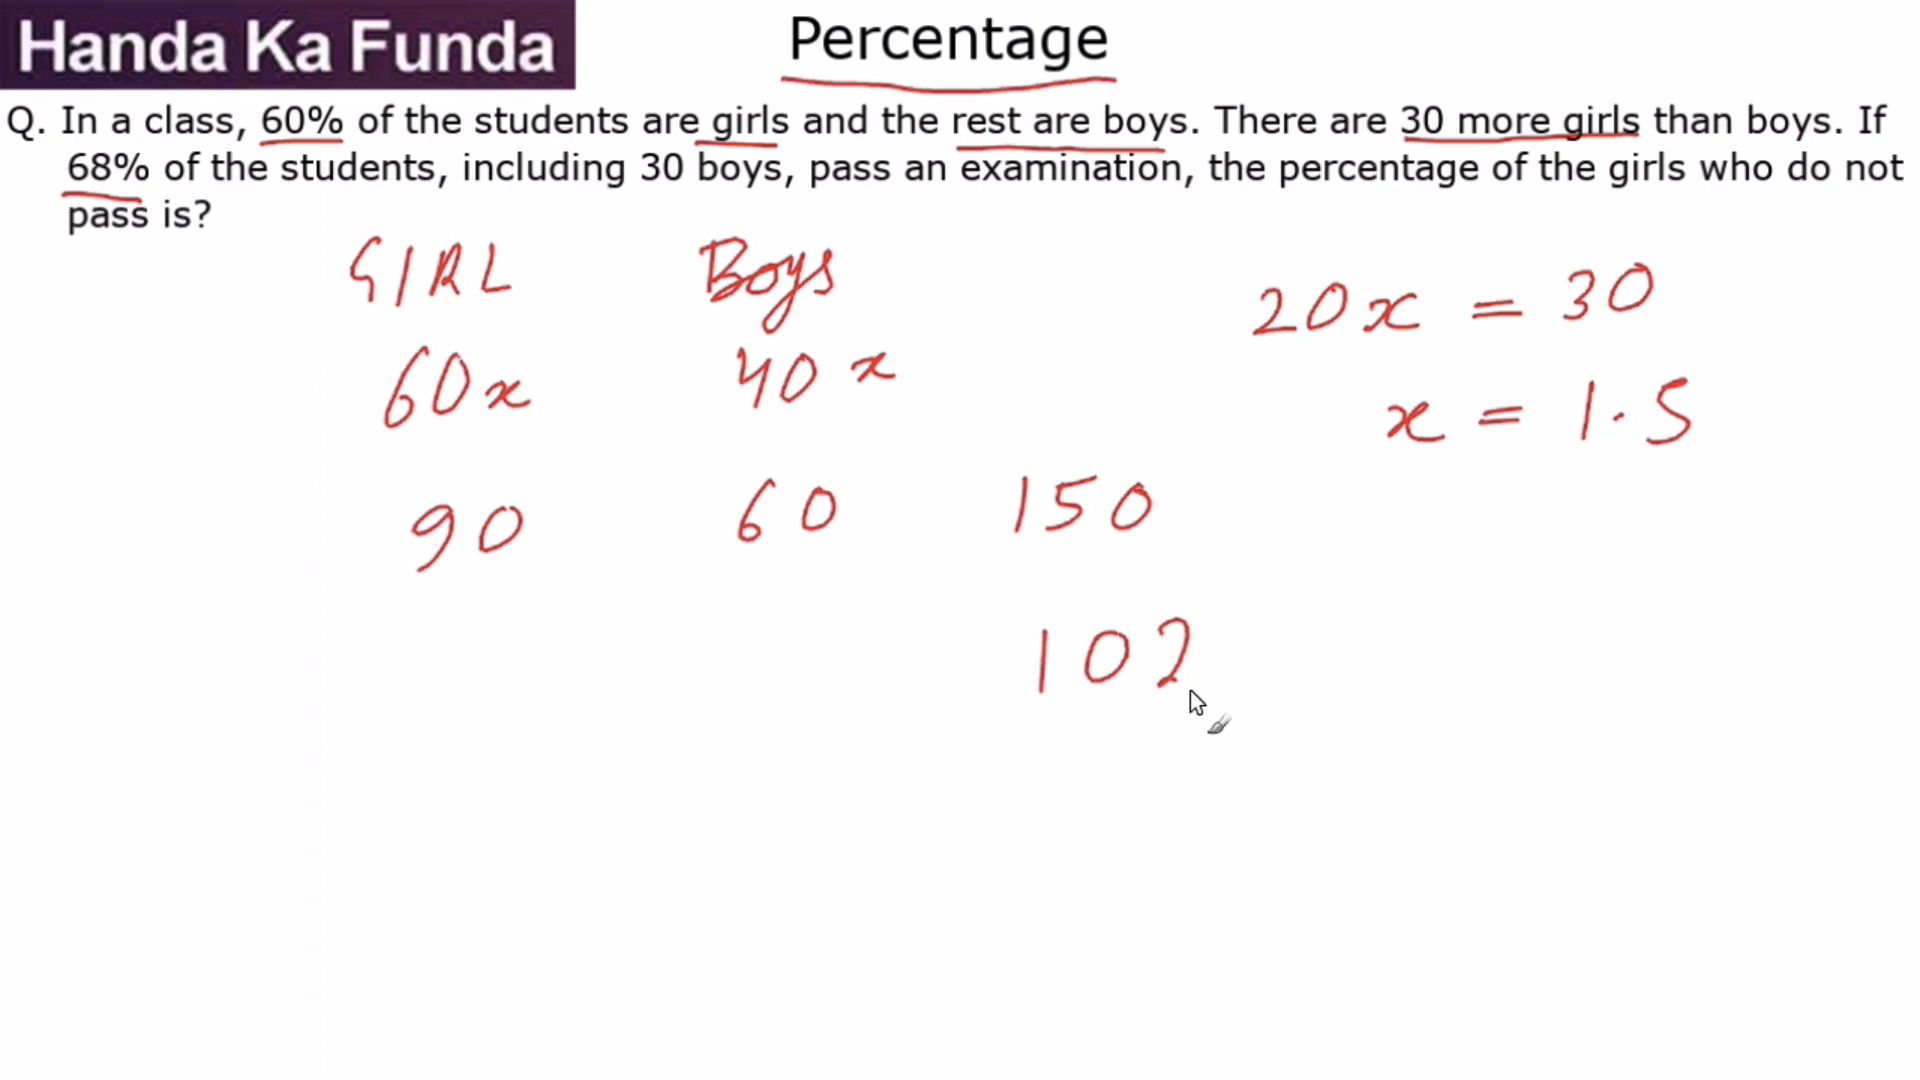 Handa Ka Funda
Percentage
Q. In a class, 60% of the students are girls and the rest are boys. There are 30 more girls than boys. If
68% of the students, including 30 boys, pass an examination, the percentage of the girls who do not
pass is?
GIRL Boys
20x = 30
60x 40x
x = 1.5
90 60 150
102